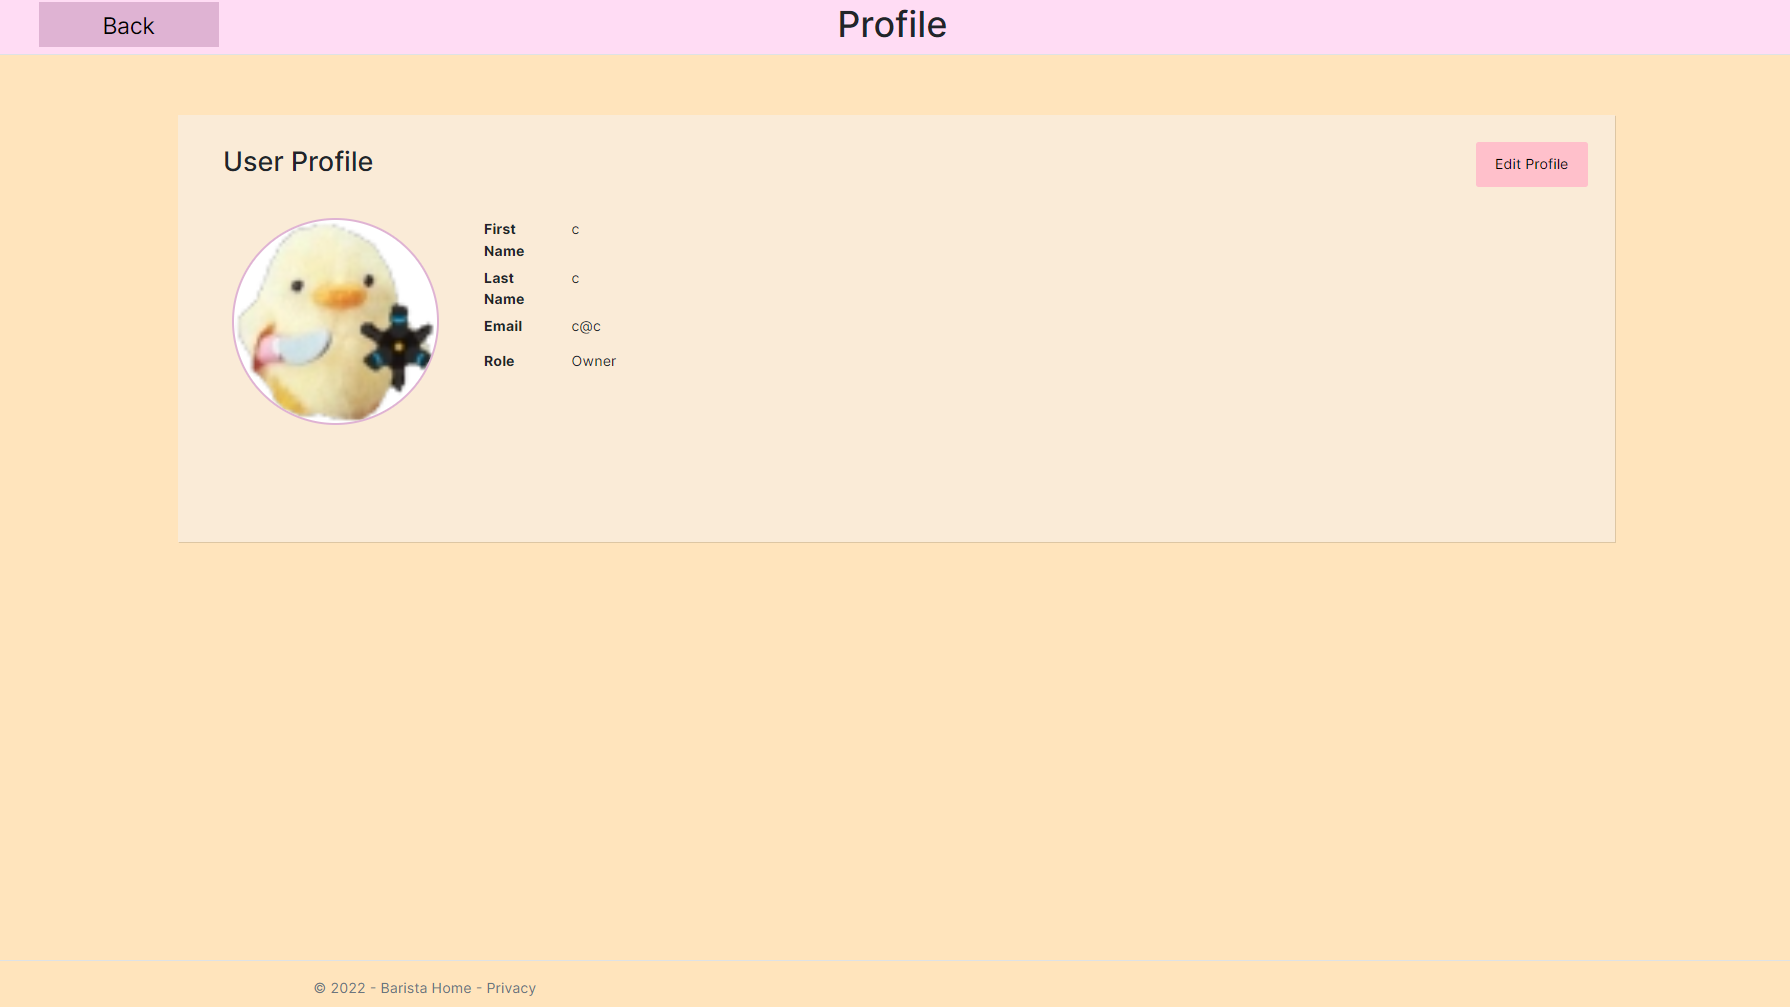 Back
Profile
User Profile
Edit Profile
First Name
c
Last Name
c
Email
c@c
Role
Owner
© 2022 - Barista Home - Privacy